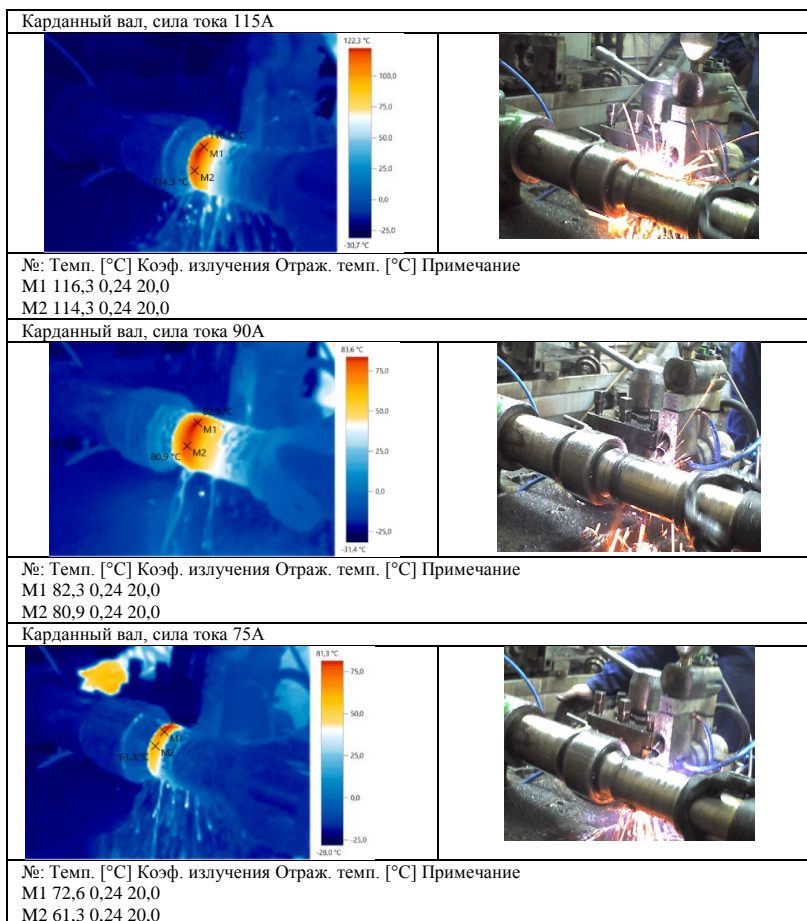 Карданный вал, сила тока 115А
122,3 °C
100,0
75,0
50,0
25,0
0,0
-25,0
-30,7 °C
M1
114,3 °C
M2
№: Темп. [°C] Коэф. излучения Отраж. темп. [°C] Примечание
M1 116,3 0,24 20,0
M2 114,3 0,24 20,0
Карданный вал, сила тока 90А
83,6 °C
75,0
50,0
25,0
0,0
-25,0
-31,4 °C
M1
80,9 °C
M2
№: Темп. [°C] Коэф. излучения Отраж. темп. [°C] Примечание
M1 82,3 0,24 20,0
M2 80,9 0,24 20,0
Карданный вал, сила тока 75А
81,3 °C
75,0
50,0
25,0
0,0
-25,0
-28,0 °C
M1
61,3 °C
M2
№: Темп. [°C] Коэф. излучения Отраж. темп. [°C] Примечание
M1 72,6 0,24 20,0
M2 61,3 0,24 20,0